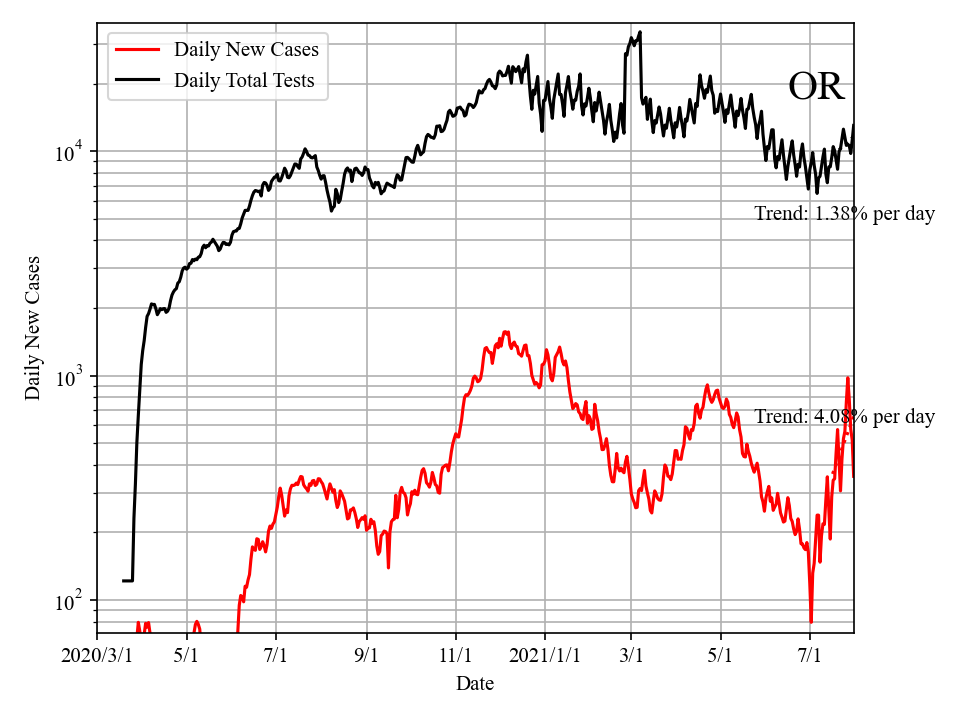 Daily New Cases
Daily Total Tests
OR
10^4
Trend: 1.38% per day
Daily New Cases
10^3
Trend: 4.08% per day
10^2
2020/3/1 5/1 7/1 9/1 11/1 2021/1/1 3/1 5/1 7/1
Date